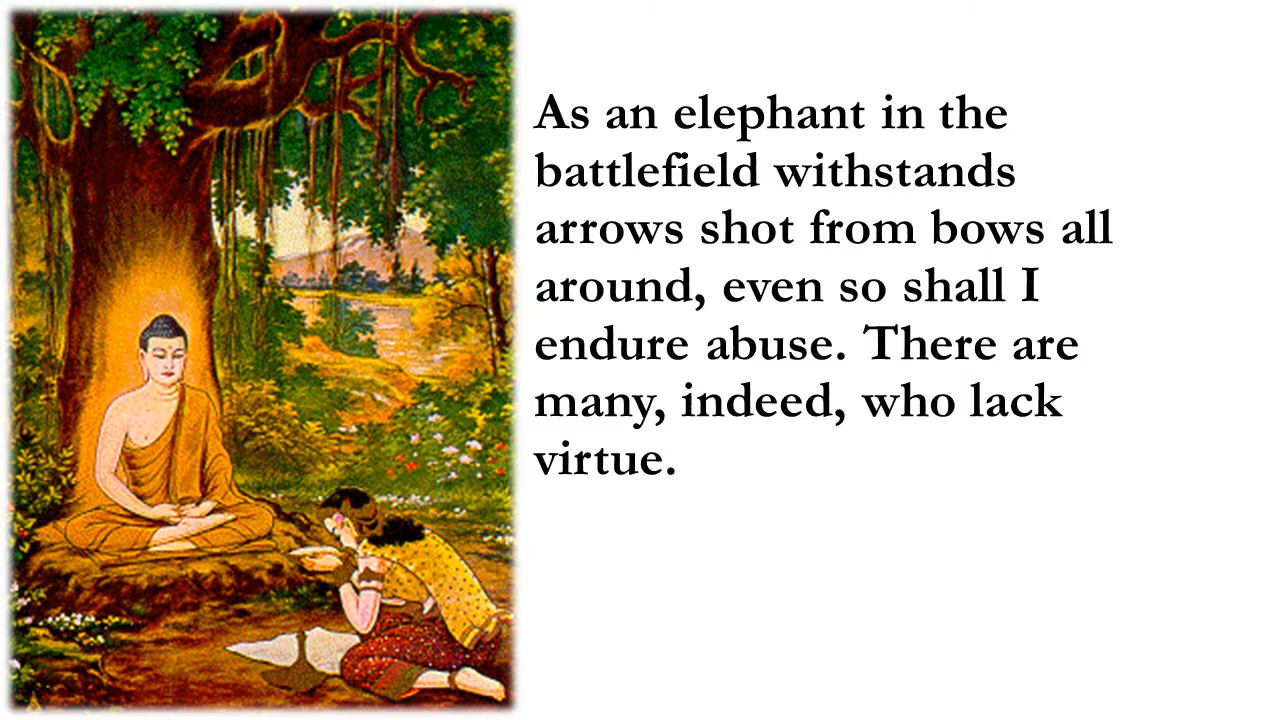 As an elephant in the
battlefield withstands
arrows shot from bows all
around, even so shall I
endure abuse. There are
many, indeed, who lack
virtue.